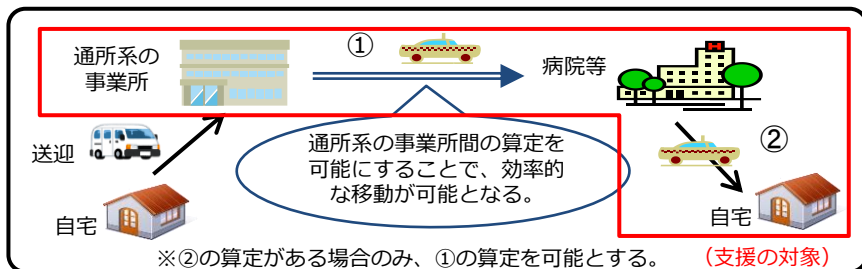 通所系の
事業所
①
病院等
送迎
通所系の事業所間の算定を
可能にすることで、効率的
な移動が可能となる。
②
自宅
自宅
※②の算定がある場合のみ、①の算定を可能とする。
(支援の対象)